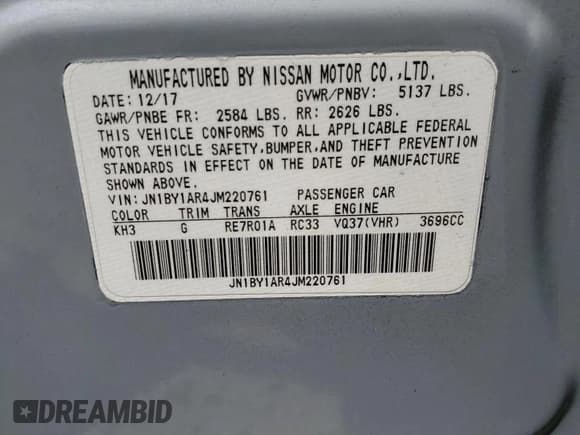 MANUFACTURED BY NISSAN MOTOR CO.,LTD.
DATE: 12/17 GVWR/PNBV: 5137 LBS.
GAWR/PNBE FR: 2584 LBS. RR: 2626 LBS.
THIS VEHICLE CONFORMS TO ALL APPLICABLE FEDERAL
MOTOR VEHICLE SAFETY,BUMPER,AND THEFT PREVENTION
STANDARDS IN EFFECT ON THE DATE OF MANUFACTURE
SHOWN ABOVE.
VIN: JN1BY1AR4JM220761 PASSENGER CAR
COLOR TRIM TRANS AXLE ENGINE
KH3 G RE7R01A RC33 VQ37(VHR) 3696CC
JN1BY1AR4JM220761
DREAMBID